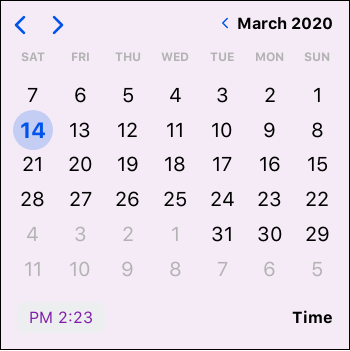 March 2020
SAT FRI THU WED TUE MON SUN
7 6 5 4 3 2 1
14 13 12 11 10 9 8
21 20 19 18 17 16 15
28 27 26 25 24 23 22
4 3 2 1 31 30 29
11 10 9 8 7 6 5
PM 2:23 Time